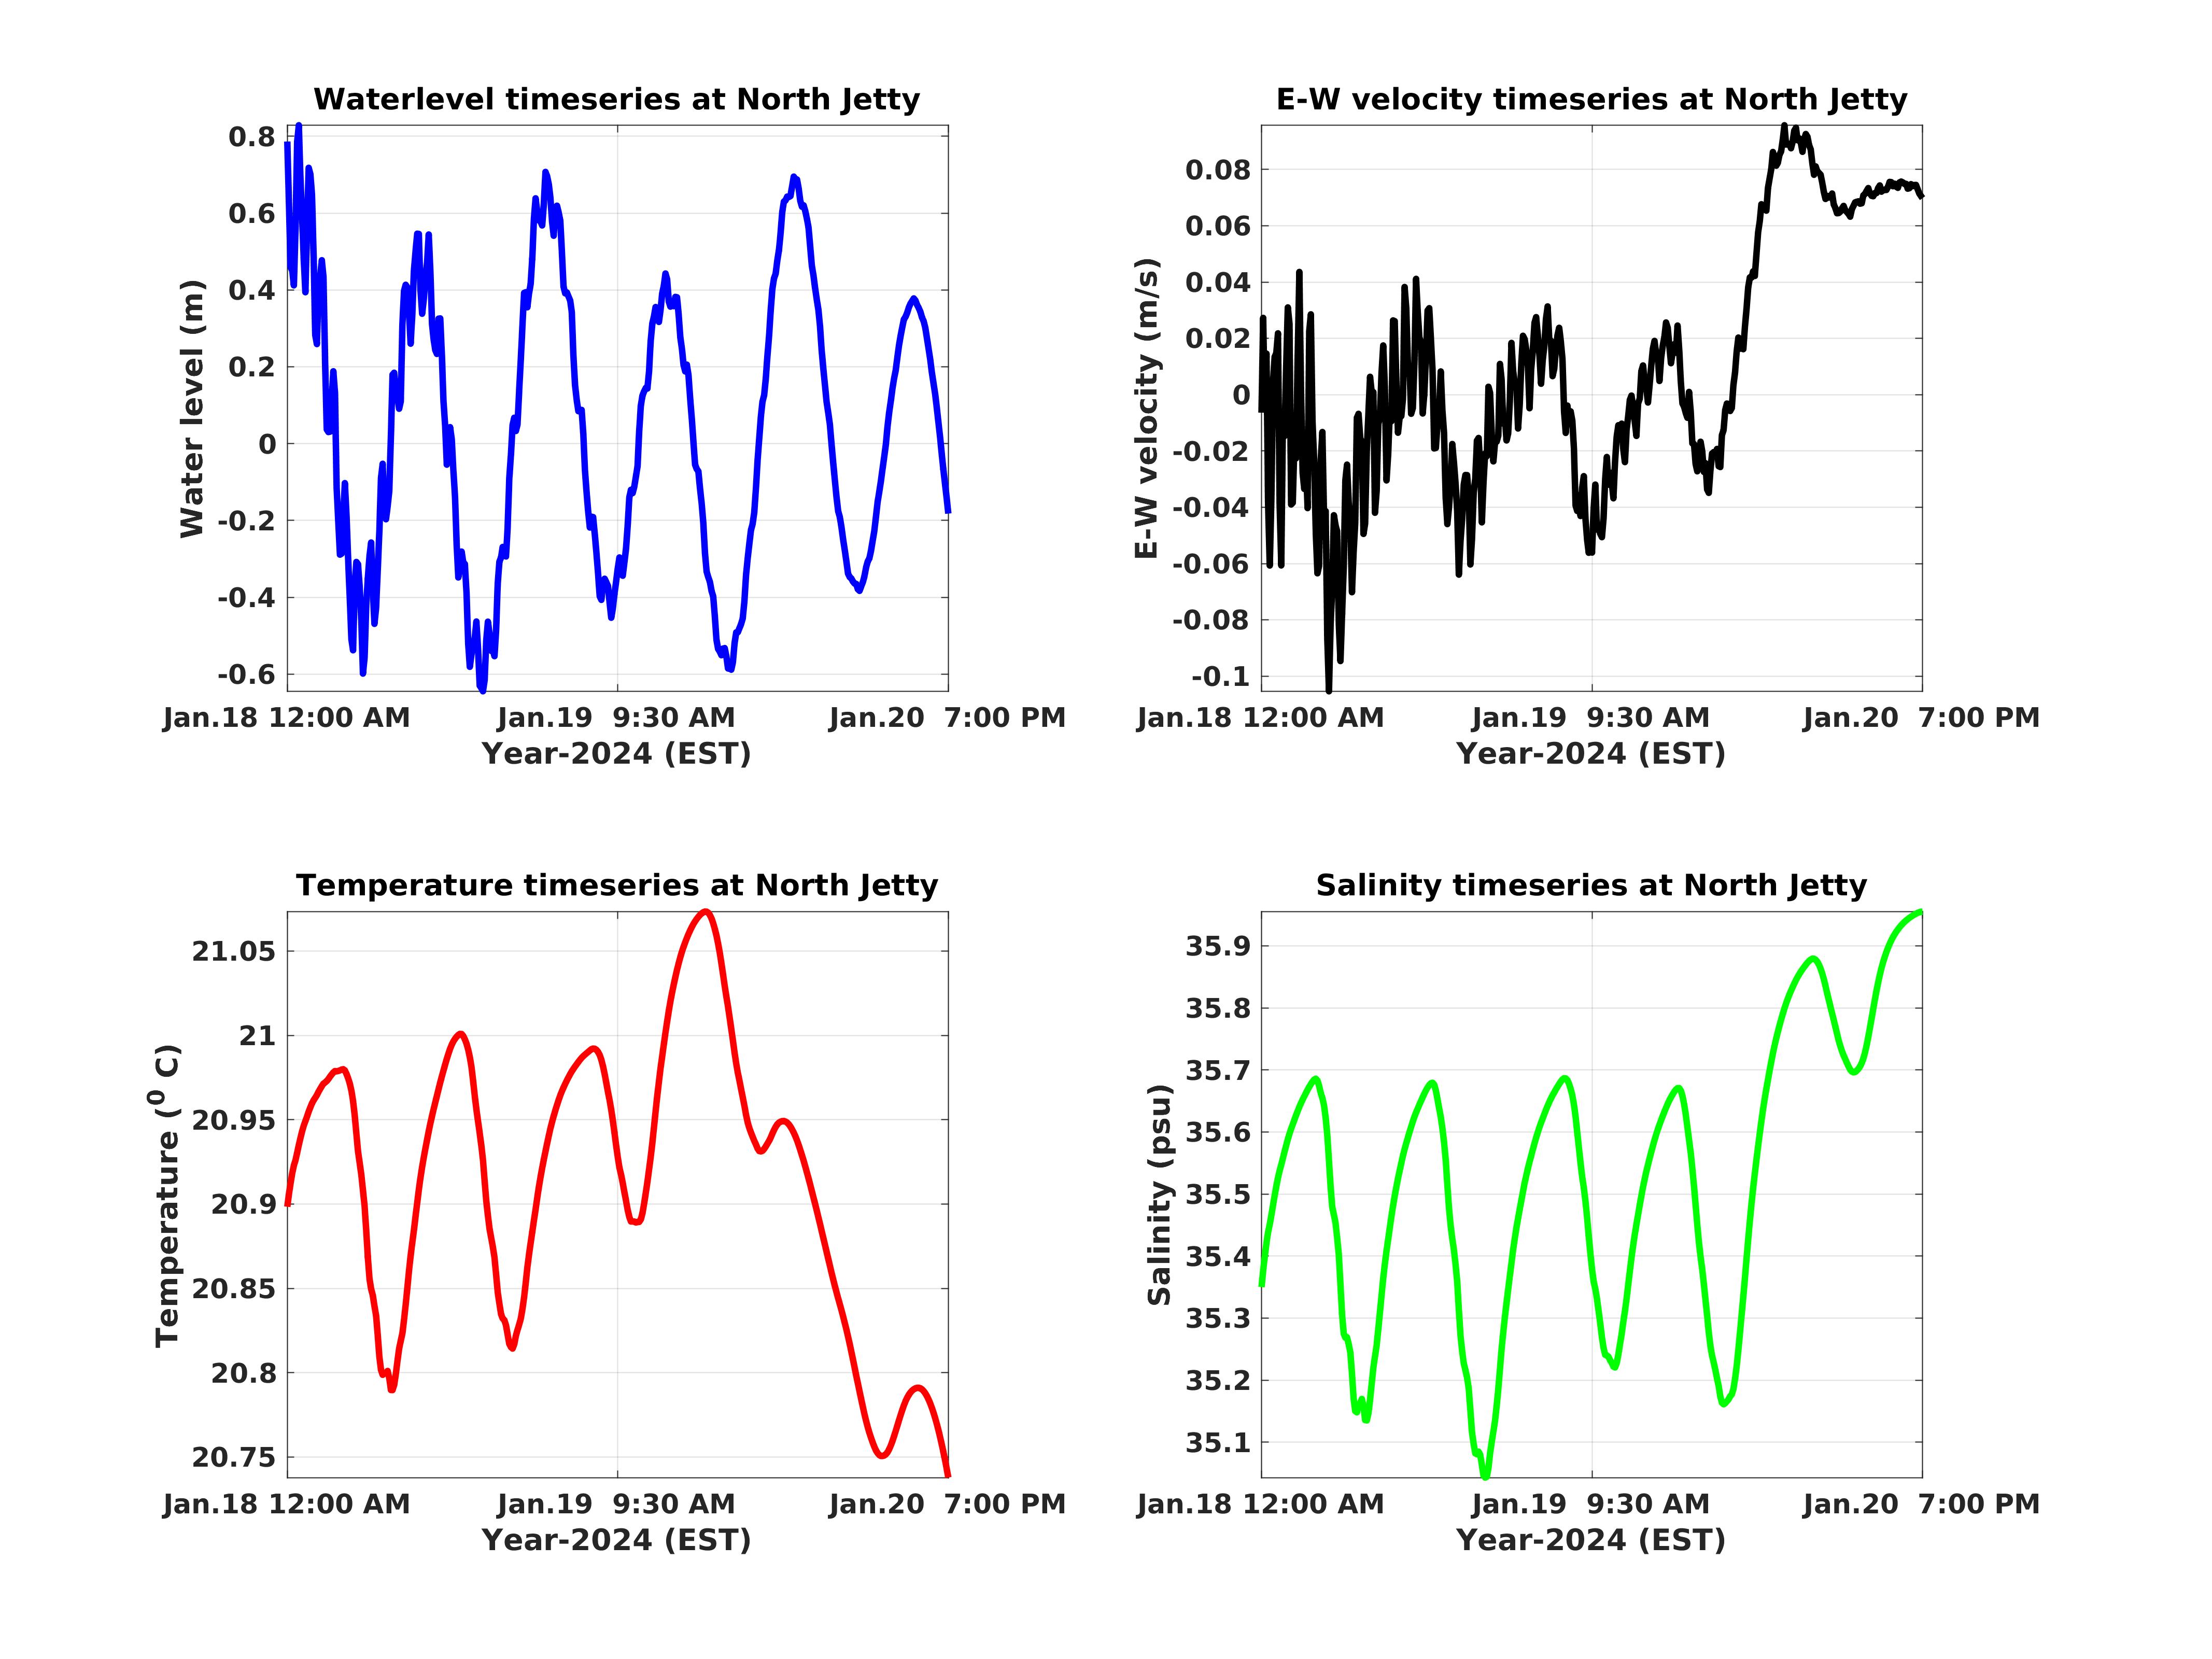 Waterlevel timeseries at North Jetty
0.8
0.6
0.4
0.2
0
-0.2
-0.4
-0.6
Water level (m)
Jan.18 12:00 AM Jan.19 9:30 AM Jan.20 7:00 PM
Year-2024 (EST)
E-W velocity timeseries at North Jetty
0.08
0.06
0.04
0.02
0
-0.02
-0.04
-0.06
-0.08
-0.1
E-W velocity (m/s)
Jan.18 12:00 AM Jan.19 9:30 AM Jan.20 7:00 PM
Year-2024 (EST)
Temperature timeseries at North Jetty
21.05
21
20.95
20.9
20.85
20.8
20.75
Temperature (⁰ C)
Jan.18 12:00 AM Jan.19 9:30 AM Jan.20 7:00 PM
Year-2024 (EST)
Salinity timeseries at North Jetty
35.9
35.8
35.7
35.6
35.5
35.4
35.3
35.2
35.1
Salinity (psu)
Jan.18 12:00 AM Jan.19 9:30 AM Jan.20 7:00 PM
Year-2024 (EST)